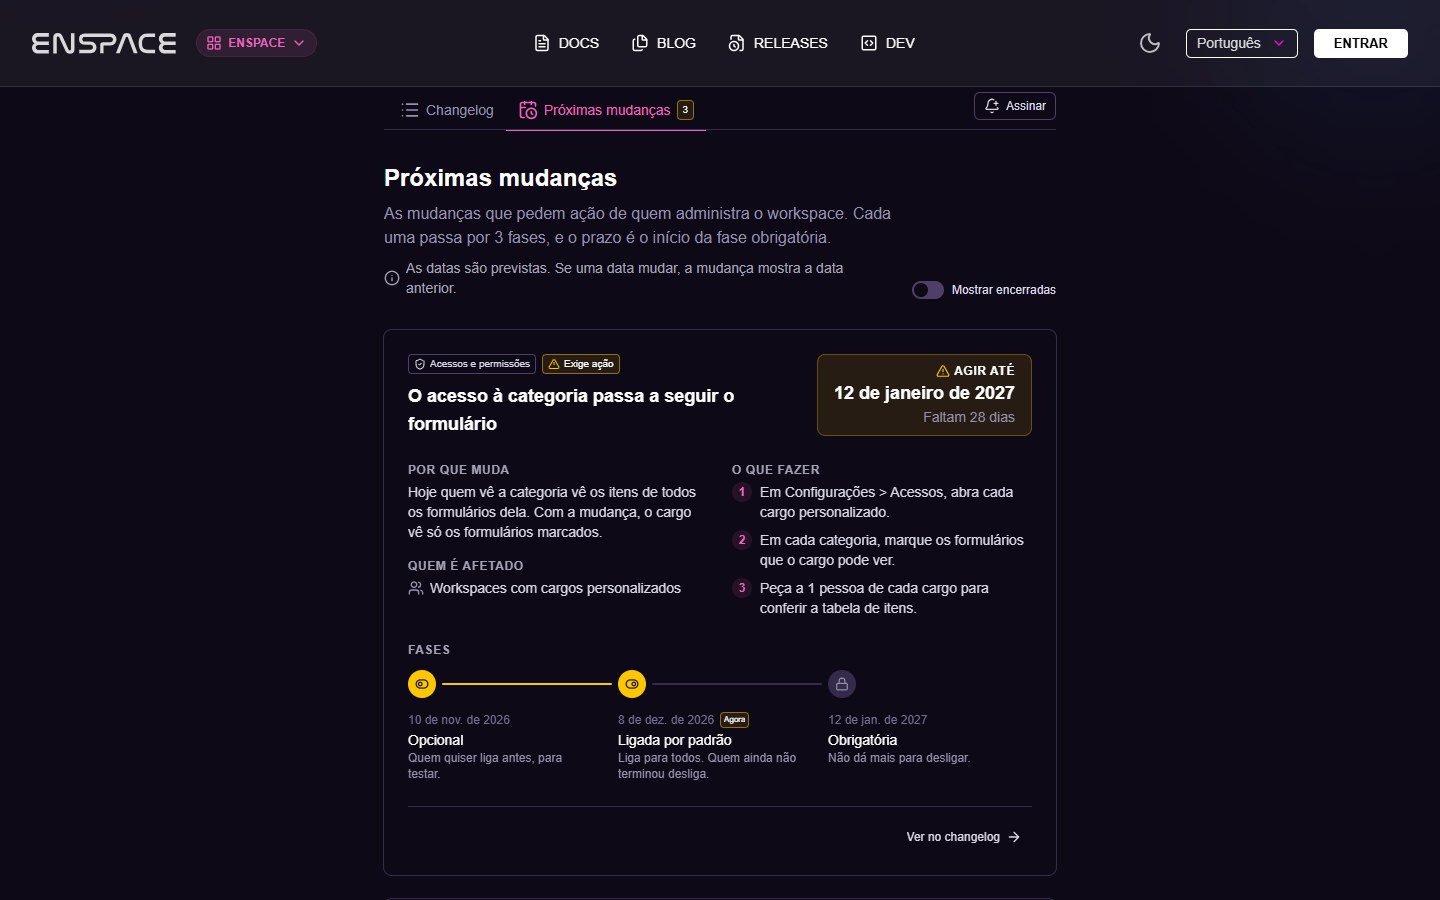 ENSPACE
ENSPACE
DOCS
BLOG
RELEASES
DEV
Português
ENTRAR
Changelog
Próximas mudanças
3
Assinar
Próximas mudanças
As mudanças que pedem ação de quem administra o workspace. Cada
uma passa por 3 fases, e o prazo é o início da fase obrigatória.
As datas são previstas. Se uma data mudar, a mudança mostra a data
anterior.
Mostrar encerradas
Acessos e permissões
Exige ação
O acesso à categoria passa a seguir o
formulário
AGIR ATÉ
12 de janeiro de 2027
Faltam 28 dias
POR QUE MUDA
Hoje quem vê a categoria vê os itens de todos
os formulários dela. Com a mudança, o cargo
vê só os formulários marcados.
QUEM É AFETADO
Workspaces com cargos personalizados
O QUE FAZER
1
Em Configurações > Acessos, abra cada
cargo personalizado.
2
Em cada categoria, marque os formulários
que o cargo pode ver.
3
Peça a 1 pessoa de cada cargo para
conferir a tabela de itens.
FASES
10 de nov. de 2026
Opcional
Quem quiser liga antes, para
testar.
8 de dez. de 2026
Agora
Ligada por padrão
Liga para todos. Quem ainda não
terminou desliga.
12 de jan. de 2027
Obrigatória
Não dá mais para desligar.
Ver no changelog